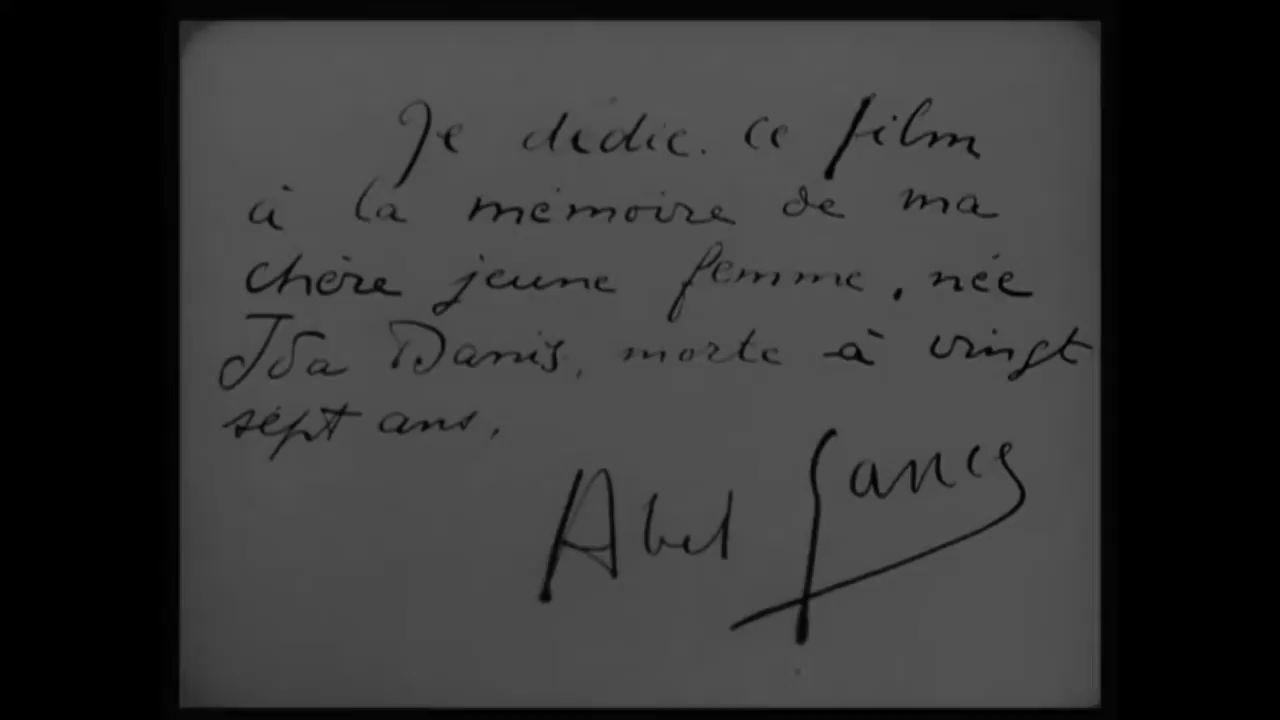 Je dédie ce film
à la mémoire de ma
chère jeune femme, née
Ida Danis, morte à vingt
sept ans.
Abel Gance